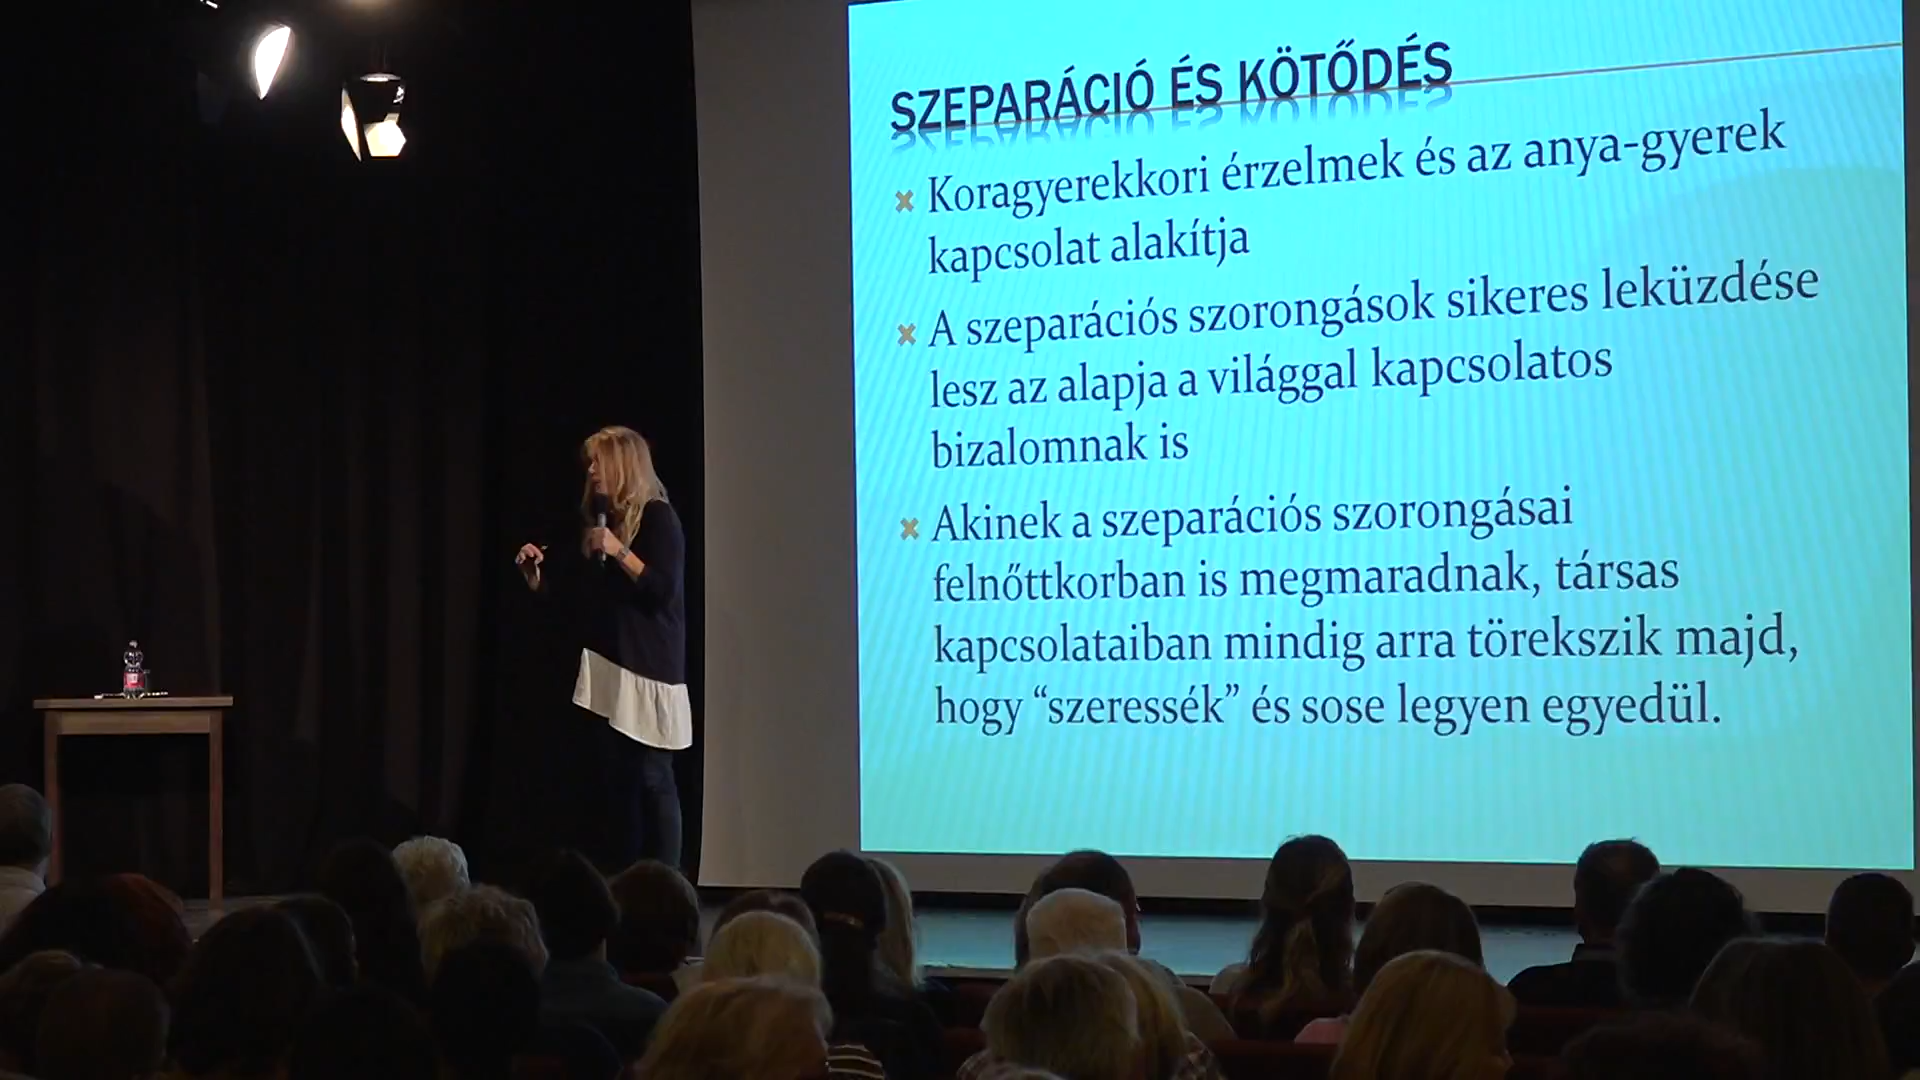 SZEPARÁCIÓ ÉS KÖTŐDÉS
Koragyerekkori érzelmek és az anya-gyerek
kapcsolat alakítja
A szeparációs szorongások sikeres leküzdése
lesz az alapja a világgal kapcsolatos
bizalomnak is
Akinek a szeparációs szorongásai
felnőttkorban is megmaradnak, társas
kapcsolataiban mindig arra törekszik majd,
hogy “szeressék” és sose legyen egyedül.